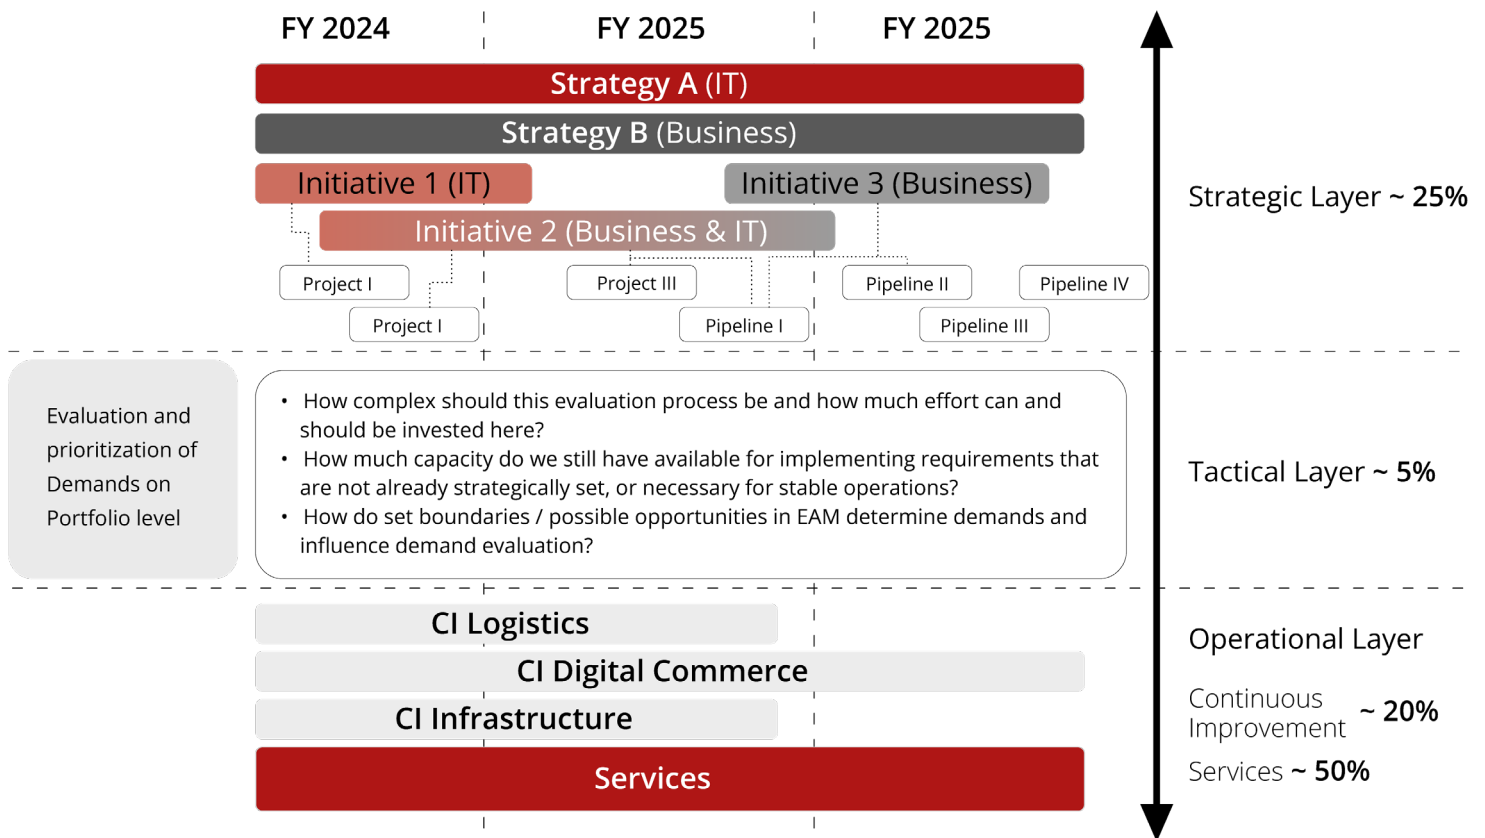 FY 2024
FY 2025
FY 2025
Strategy A (IT)
Strategy B (Business)
Initiative 1 (IT)
Initiative 3 (Business)
Initiative 2 (Business & IT)
Project I
Project III
Pipeline II
Pipeline IV
Project I
Pipeline I
Pipeline III
Strategic Layer ~ 25%
Evaluation and
prioritization of
Demands on
Portfolio level
• How complex should this evaluation process be and how much effort can and
should be invested here?
• How much capacity do we still have available for implementing requirements that
are not already strategically set, or necessary for stable operations?
• How do set boundaries / possible opportunities in EAM determine demands and
influence demand evaluation?
Tactical Layer ~ 5%
CI Logistics
CI Digital Commerce
CI Infrastructure
Services
Operational Layer
Continuous
Improvement
~ 20%
Services ~ 50%